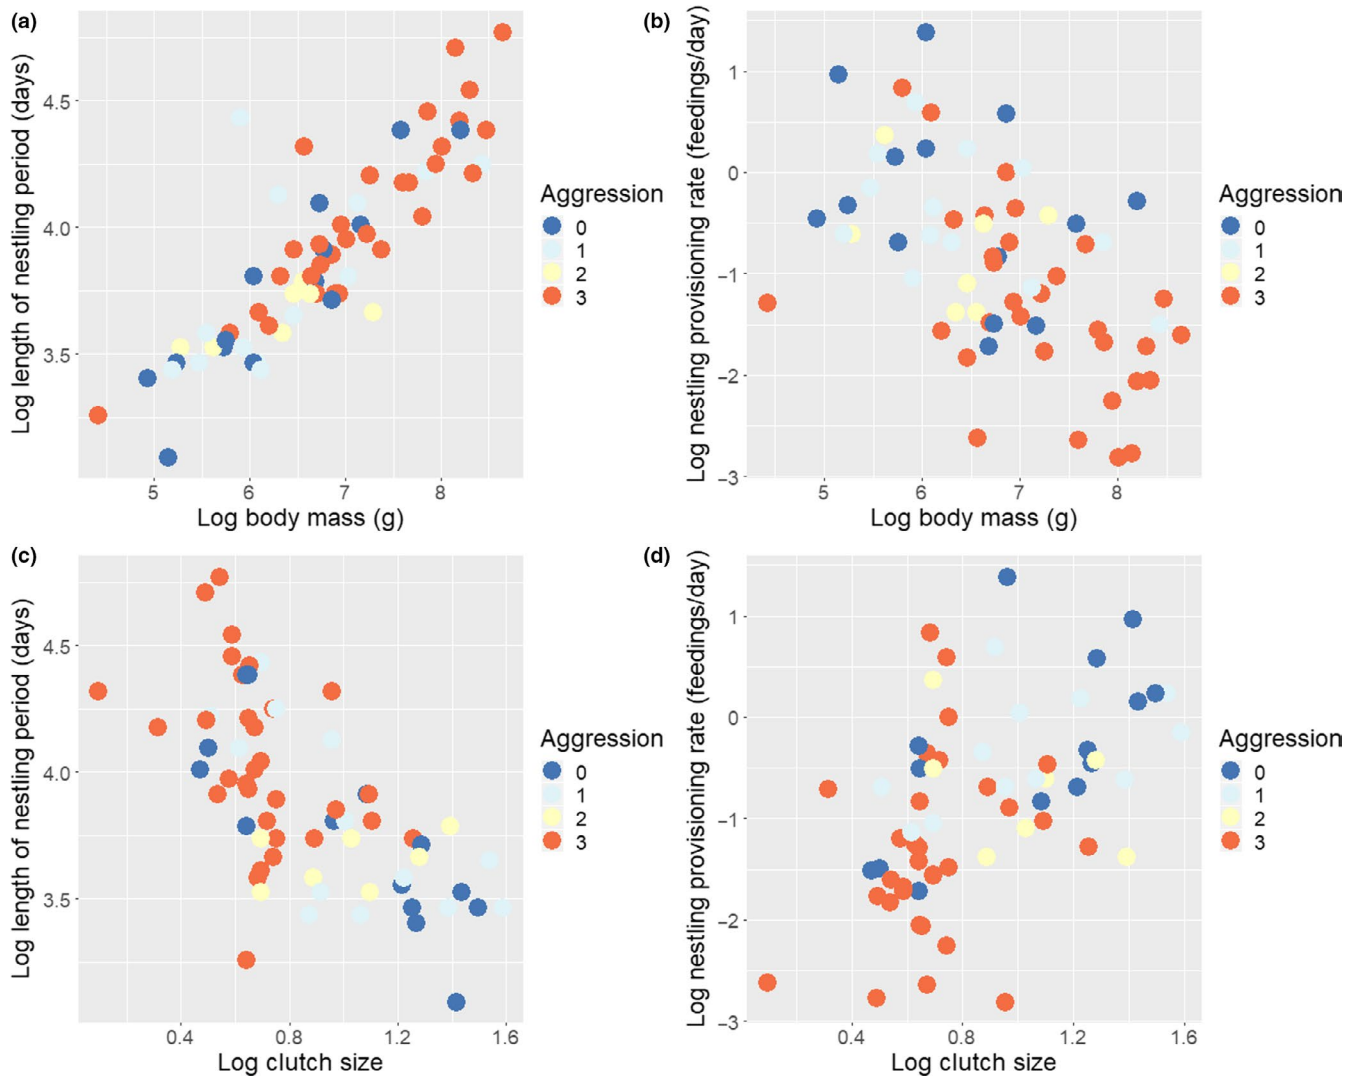 (a)
Log length of nestling period (days)
4.5
4.0
3.5
5 6 7 8
Log body mass (g)
Aggression
0
1
2
3
(b)
Log nestling provisioning rate (feedings/day)
1
0
−1
−2
−3
5 6 7 8
Log body mass (g)
Aggression
0
1
2
3
(c)
Log length of nestling period (days)
4.5
4.0
3.5
0.4 0.8 1.2 1.6
Log clutch size
Aggression
0
1
2
3
(d)
Log nestling provisioning rate (feedings/day)
1
0
−1
−2
−3
0.4 0.8 1.2 1.6
Log clutch size
Aggression
0
1
2
3